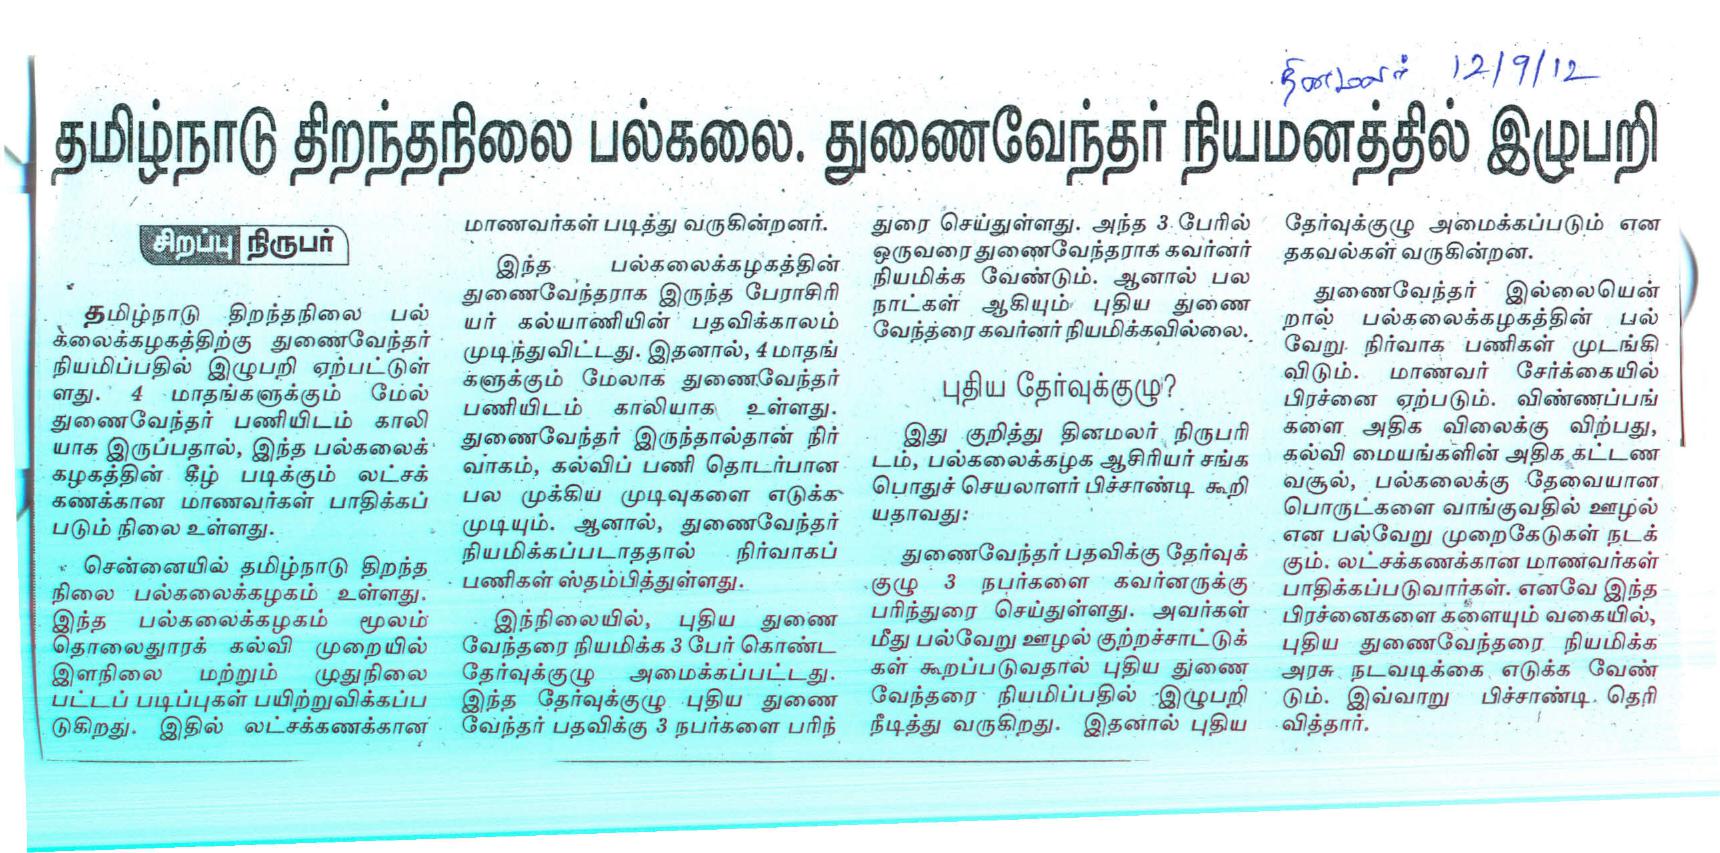 தினமலர் 12/9/12
தமிழ்நாடு திறந்தநிலை பல்கலை. துணைவேந்தர் நியமனத்தில் இழுபறி
சிறப்பு நிருபர்
தமிழ்நாடு திறந்தநிலை பல்
கலைக்கழகத்திற்கு துணைவேந்தர்
நியமிப்பதில் இழுபறி ஏற்பட்டுள்
ளது. 4 மாதங்களுக்கும் மேல்
துணைவேந்தர் பணியிடம் காலி
யாக இருப்பதால், இந்த பல்கலைக்
கழகத்தின் கீழ் படிக்கும் லட்சக்
கணக்கான மாணவர்கள் பாதிக்கப்
படும் நிலை உள்ளது.
சென்னையில் தமிழ்நாடு திறந்த
நிலை பல்கலைக்கழகம் உள்ளது.
இந்த பல்கலைக்கழகம் மூலம்
தொலைதுாரக் கல்வி முறையில்
இளநிலை மற்றும் முதுநிலை
பட்டப் படிப்புகள் பயிற்றுவிக்கப்ப
டுகிறது. இதில் லட்சக்கணக்கான
மாணவர்கள் படித்து வருகின்றனர்.
இந்த பல்கலைக்கழகத்தின்
துணைவேந்தராக இருந்த பேராசிரி
யர் கல்யாணியின் பதவிக்காலம்
முடிந்துவிட்டது. இதனால், 4 மாதங்
களுக்கும் மேலாக துணைவேந்தர்
பணியிடம் காலியாக உள்ளது.
துணைவேந்தர் இருந்தால்தான் நிர்
வாகம், கல்விப் பணி தொடர்பான
பல முக்கிய முடிவுகளை எடுக்க
முடியும். ஆனால், துணைவேந்தர்
நியமிக்கப்படாததால் நிர்வாகப்
பணிகள் ஸ்தம்பித்துள்ளது.
இந்நிலையில், புதிய துணை
வேந்தரை நியமிக்க 3 பேர் கொண்ட
தேர்வுக்குழு அமைக்கப்பட்டது.
இந்த தேர்வுக்குழு புதிய துணை
வேந்தர் பதவிக்கு 3 நபர்களை பரிந்
துரை செய்துள்ளது. அந்த 3 பேரில்
ஒருவரை துணைவேந்தராக கவர்னர்
நியமிக்க வேண்டும். ஆனால் பல
நாட்கள் ஆகியும் புதிய துணை
வேந்தரை கவர்னர் நியமிக்கவில்லை.
புதிய தேர்வுக்குழு?
இது குறித்து தினமலர் நிருபரி
டம், பல்கலைக்கழக ஆசிரியர் சங்க
பொதுச் செயலாளர் பிச்சாண்டி கூறி
யதாவது:
துணைவேந்தர் பதவிக்கு தேர்வுக்
குழு 3 நபர்களை கவர்னருக்கு
பரிந்துரை செய்துள்ளது. அவர்கள்
மீது பல்வேறு ஊழல் குற்றச்சாட்டுக்
கள் கூறப்படுவதால் புதிய துணை
வேந்தரை நியமிப்பதில் இழுபறி
நீடித்து வருகிறது. இதனால் புதிய
தேர்வுக்குழு அமைக்கப்படும் என
தகவல்கள் வருகின்றன.
துணைவேந்தர் இல்லையென்
றால் பல்கலைக்கழகத்தின் பல்
வேறு நிர்வாக பணிகள் முடங்கி
விடும். மாணவர் சேர்க்கையில்
பிரச்னை ஏற்படும். விண்ணப்பங்
களை அதிக விலைக்கு விற்பது,
கல்வி மையங்களின் அதிக கட்டண
வசூல், பல்கலைக்கு தேவையான
பொருட்களை வாங்குவதில் ஊழல்
என பல்வேறு முறைகேடுகள் நடக்
கும். லட்சக்கணக்கான மாணவர்கள்
பாதிக்கப்படுவார்கள். எனவே இந்த
பிரச்னைகளை களையும் வகையில்,
புதிய துணைவேந்தரை நியமிக்க
அரசு நடவடிக்கை எடுக்க வேண்
டும். இவ்வாறு பிச்சாண்டி தெரி
வித்தார்.